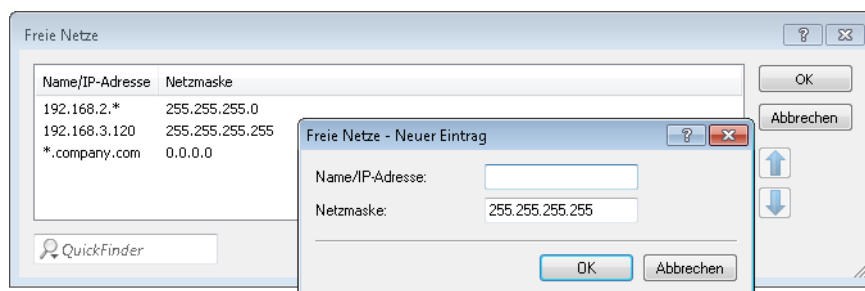 Freie Netze
Name/IP-Adresse Netzmaske
192.168.2.* 255.255.255.0
192.168.3.120 255.255.255.255
*.company.com 0.0.0.0
QuickFinder
OK
Abbrechen
Freie Netze - Neuer Eintrag
Name/IP-Adresse:
Netzmaske: 255.255.255.255
OK Abbrechen